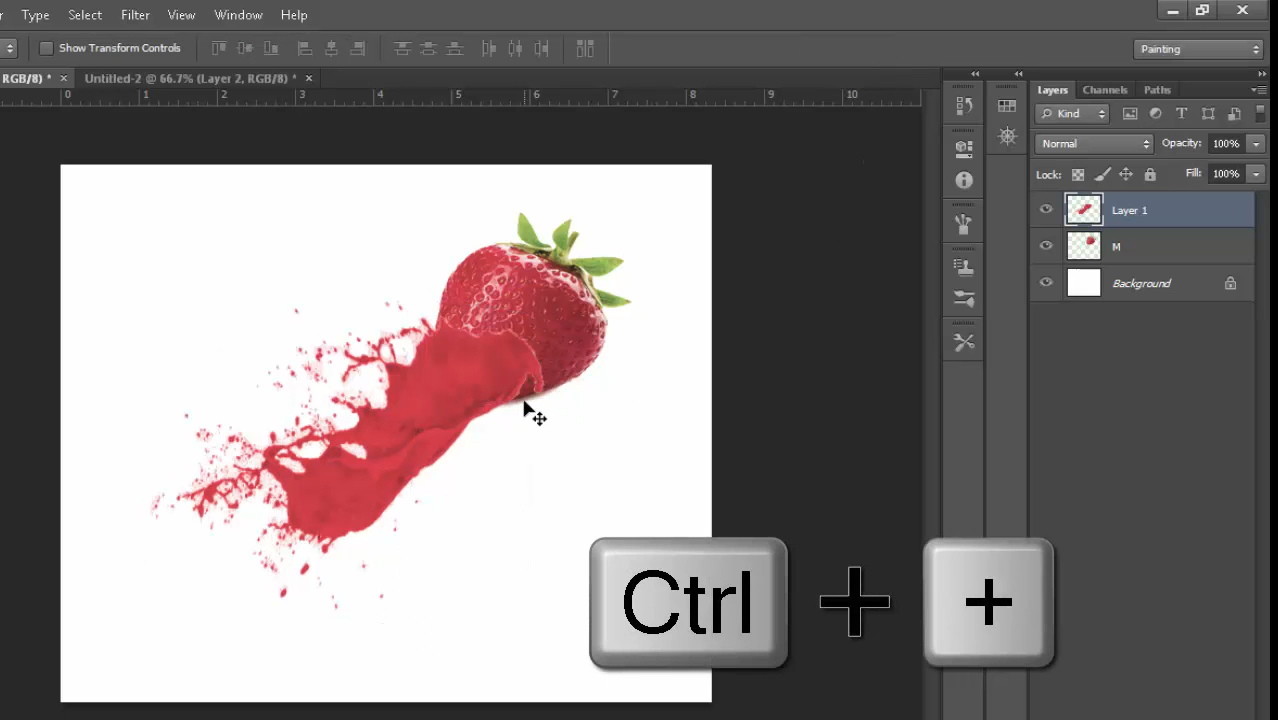 Type Select Filter View Window Help
Show Transform Controls Painting
RGB/8) * × Untitled-2 @ 66.7% (Layer 2, RGB/8) * ×
0 1 2 3 4 5 6 7 8 9 10
Layers Channels Paths
Kind
Normal Opacity: 100%
Lock: Fill: 100%
Layer 1
M
Background
Ctrl + +